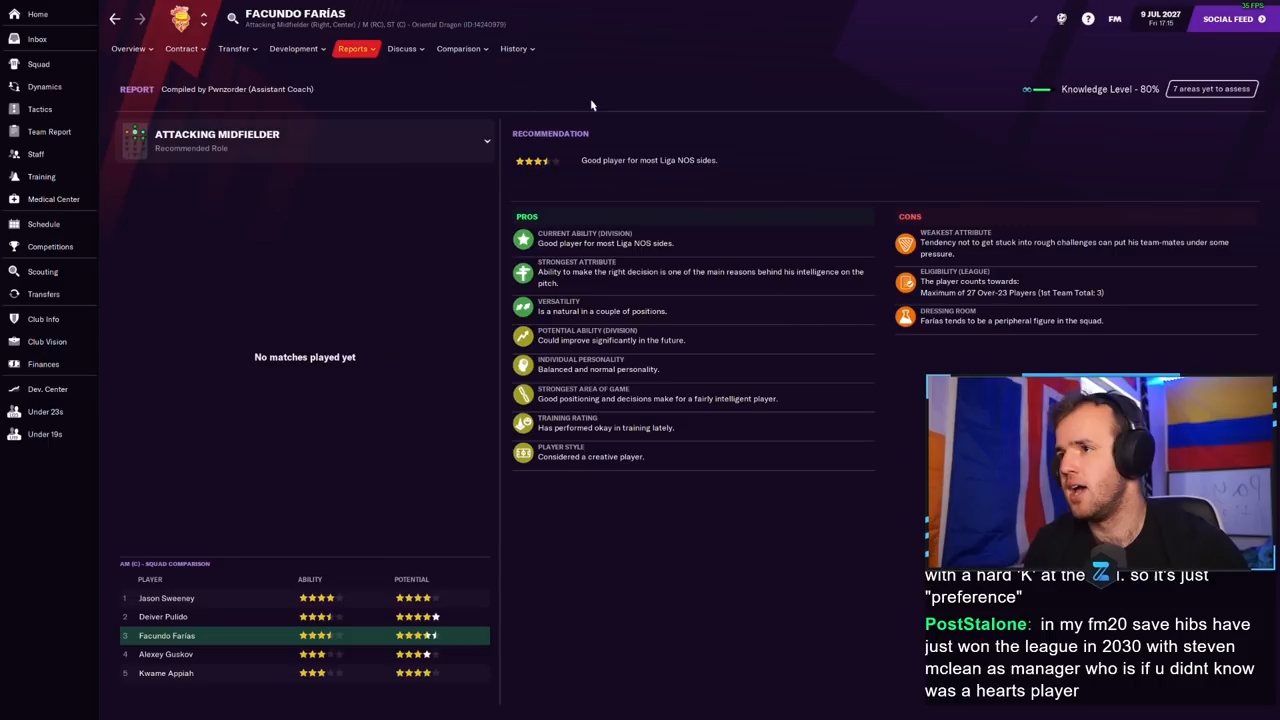 Home
FACUNDO FARÍAS
Attacking Midfielder (Right, Center) / M (RC), ST (C) - Oriental Dragon (ID:14240979)
35 FPS
9 JUL 2027
Fri 17:15
FM
SOCIAL FEED
Inbox
Squad
Dynamics
Tactics
Team Report
Staff
Training
Medical Center
Schedule
Competitions
Scouting
Transfers
Club Info
Club Vision
Finances
Dev. Center
Under 23s
Under 19s
Overview
Contract
Transfer
Development
Reports
Discuss
Comparison
History
REPORT Compiled by Pwnzorder (Assistant Coach)
Knowledge Level - 80%
7 areas yet to assess
ATTACKING MIDFIELDER
Recommended Role
No matches played yet
RECOMMENDATION
Good player for most Liga NOS sides.
PROS
CURRENT ABILITY (DIVISION)
Good player for most Liga NOS sides.
STRONGEST ATTRIBUTE
Ability to make the right decision is one of the main reasons behind his intelligence on the
pitch.
VERSATILITY
Is a natural in a couple of positions.
POTENTIAL ABILITY (DIVISION)
Could improve significantly in the future.
INDIVIDUAL PERSONALITY
Balanced and normal personality.
STRONGEST AREA OF GAME
Good positioning and decisions make for a fairly intelligent player.
TRAINING RATING
Has performed okay in training lately.
PLAYER STYLE
Considered a creative player.
CONS
WEAKEST ATTRIBUTE
Tendency not to get stuck into rough challenges can put his team-mates under some
pressure.
ELIGIBILITY (LEAGUE)
The player counts towards:
Maximum of 27 Over-23 Players (1st Team Total: 3)
DRESSING ROOM
Farías tends to be a peripheral figure in the squad.
AM (C) - SQUAD COMPARISON
PLAYER ABILITY POTENTIAL
1 Jason Sweeney
2 Deiver Pulido
3 Facundo Farías
4 Alexey Guskov
5 Kwame Appiah
with a hard 'K' at the so it's just
"preference"
PostStalone: in my fm20 save hibs have
just won the league in 2030 with steven
mclean as manager who is if u didnt know
was a hearts player